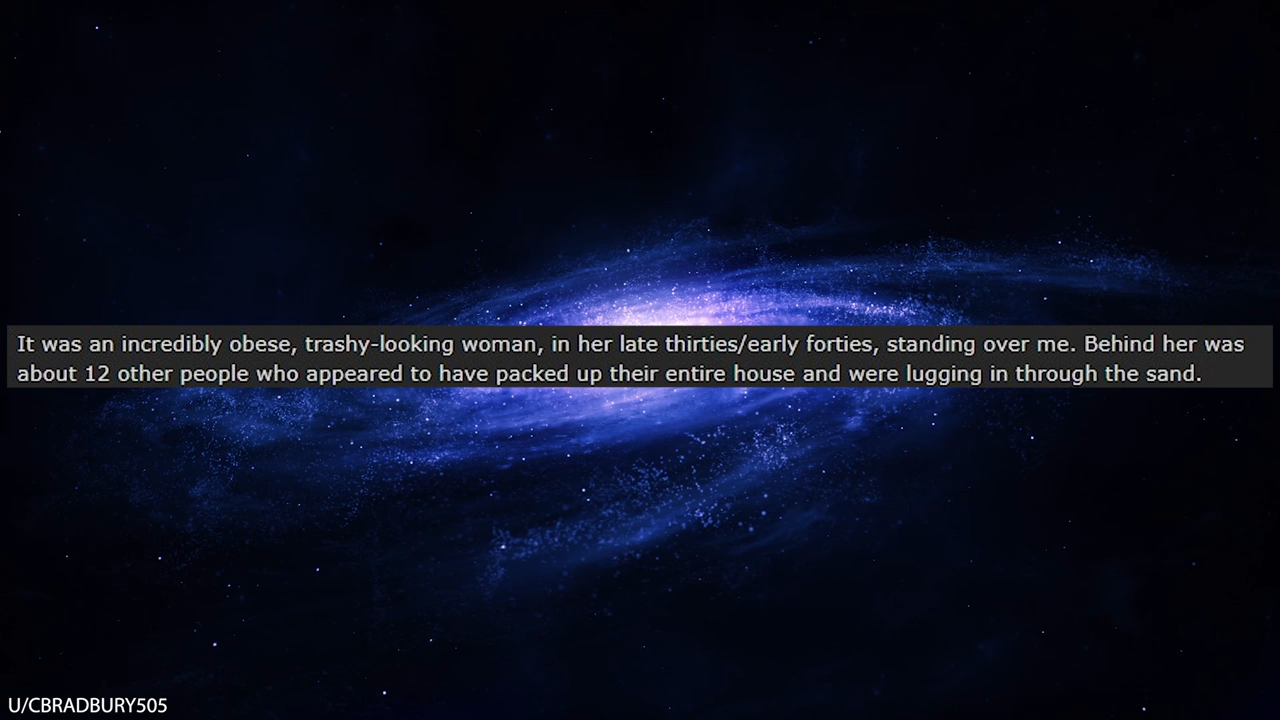 It was an incredibly obese, trashy-looking woman, in her late thirties/early forties, standing over me. Behind her was
about 12 other people who appeared to have packed up their entire house and were lugging in through the sand.
U/CBRADBURY505